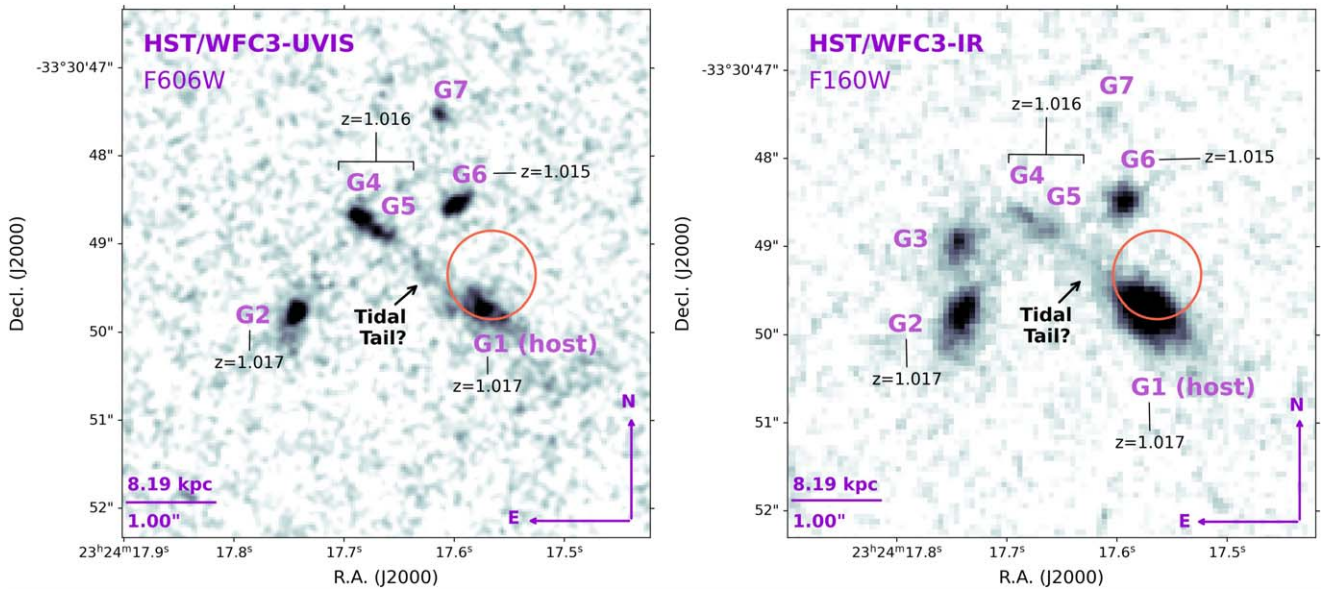 HST/WFC3-UVIS
F606W
G7
z=1.016
G4
G5
G6
z=1.015
G2
z=1.017
Tidal
Tail?
G1 (host)
z=1.017
N
E
8.19 kpc
1.00"
-33°30'47"
48"
49"
50"
51"
52"
Decl. (J2000)
23ʰ24ᵐ17.9ˢ
17.8ˢ
17.7ˢ
17.6ˢ
17.5ˢ
R.A. (J2000)
HST/WFC3-IR
F160W
G7
z=1.016
G4
G5
G6
z=1.015
G3
G2
z=1.017
Tidal
Tail?
G1 (host)
z=1.017
N
E
8.19 kpc
1.00"
-33°30'47"
48"
49"
50"
51"
52"
Decl. (J2000)
23ʰ24ᵐ17.8ˢ
17.7ˢ
17.6ˢ
17.5ˢ
R.A. (J2000)